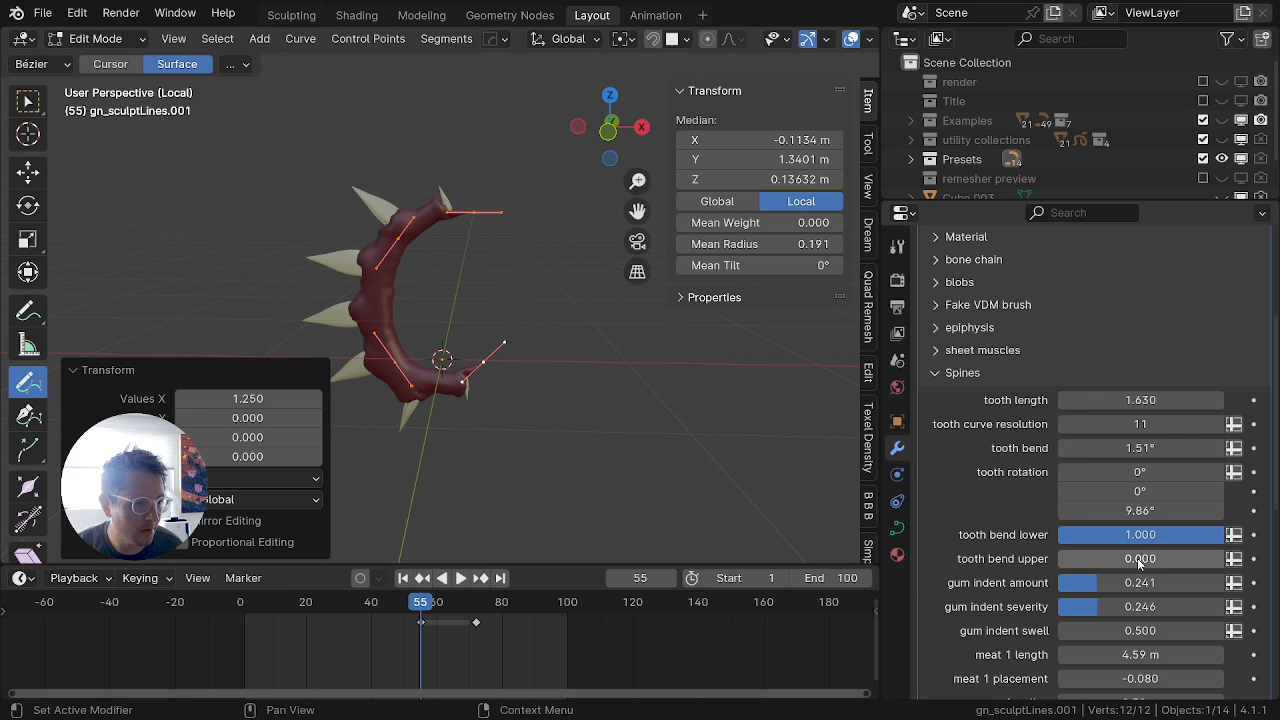 File Edit Render Window Help Sculpting Shading Modeling Geometry Nodes Layout Animation + Scene ViewLayer
Edit Mode View Select Add Curve Control Points Segments Global Search
Bézier Cursor Surface ...
User Perspective (Local)
(55) gn_sculptLines.001
Z
X
Transform
Median:
X -0.1134 m
Y 1.3401 m
Z 0.13632 m
Global Local
Mean Weight 0.000
Mean Radius 0.191
Mean Tilt 0°
Properties
Item
Tool
View
Dream
Quad Remesh
Edit
Texel Density
B B B
Scene Collection
render
Title
Examples 21 49 7
utility collections 21 4
Presets 14
remesher preview
Cube.003
Search
Material
bone chain
blobs
Fake VDM brush
epiphysis
sheet muscles
Spines
tooth length 1.630
tooth curve resolution 11
tooth bend 1.51°
tooth rotation 0°
0°
9.86°
tooth bend lower 1.000
tooth bend upper 0.000
gum indent amount 0.241
gum indent severity 0.246
gum indent swell 0.500
meat 1 length 4.59 m
meat 1 placement -0.080
Transform
Values X 1.250
0.000
0.000
0.000
Proportional Editing
Playback Keying View Marker 55 Start 1 End 100
-60 -40 -20 0 20 40 55 60 80 100 120 140 160 180
Set Active Modifier Pan View Context Menu gn_sculptLines.001 | Verts:12/12 | Objects:1/14 | 4.1.1